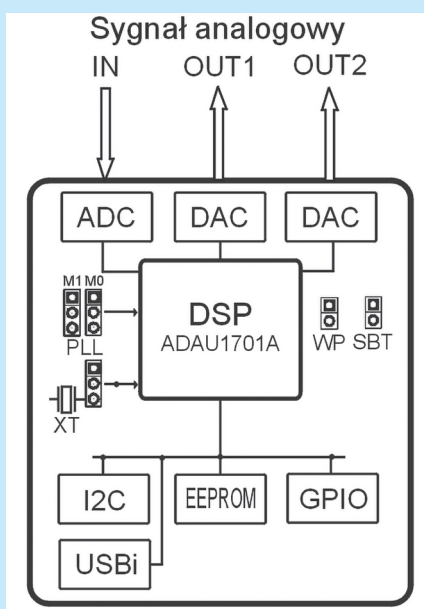 Sygnał analogowy
IN OUT1 OUT2
ADC DAC DAC
M1 M0
PLL
DSP
ADAU1701A
WP SBT
XT
I2C EEPROM GPIO
USBi